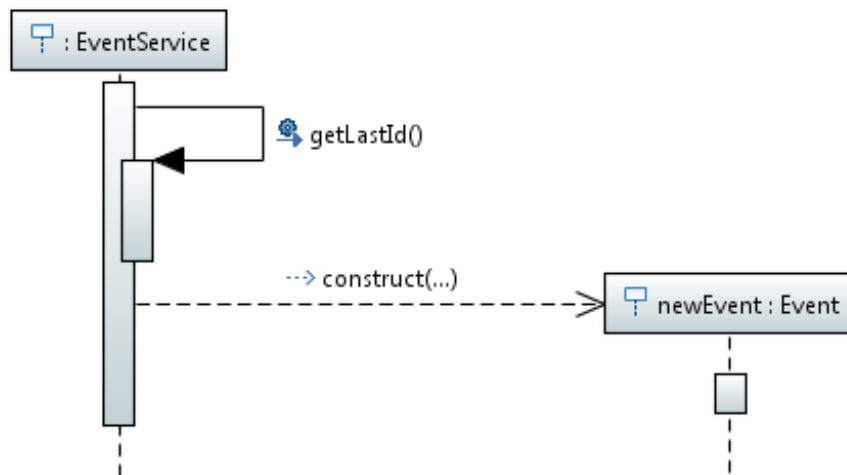 : EventService
getLastId()
construct(...)
newEvent : Event